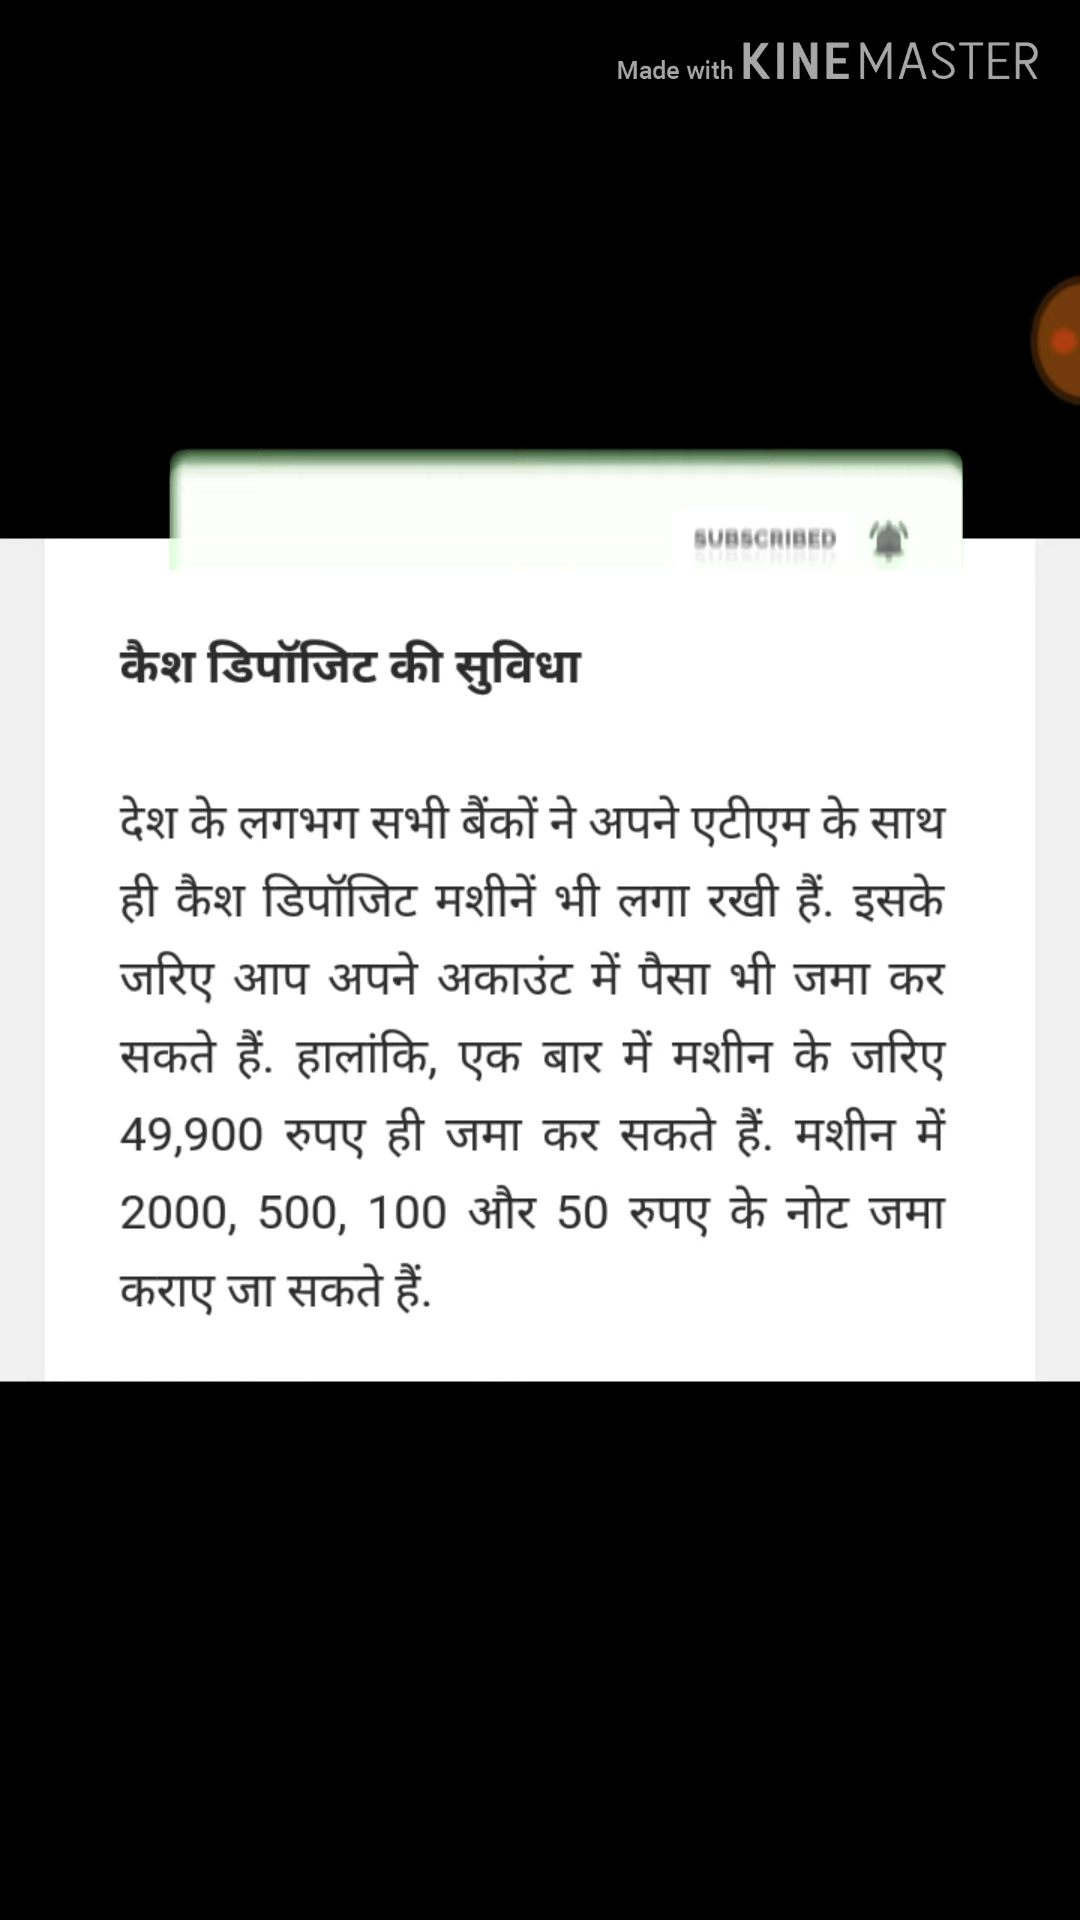 Made with KINEMASTER
SUBSCRIBED
कैश डिपॉजिट की सुविधा
देश के लगभग सभी बैंकों ने अपने एटीएम के साथ
ही कैश डिपॉजिट मशीनें भी लगा रखी हैं. इसके
जरिए आप अपने अकाउंट में पैसा भी जमा कर
सकते हैं. हालांकि, एक बार में मशीन के जरिए
49,900 रुपए ही जमा कर सकते हैं. मशीन में
2000, 500, 100 और 50 रुपए के नोट जमा
कराए जा सकते हैं.